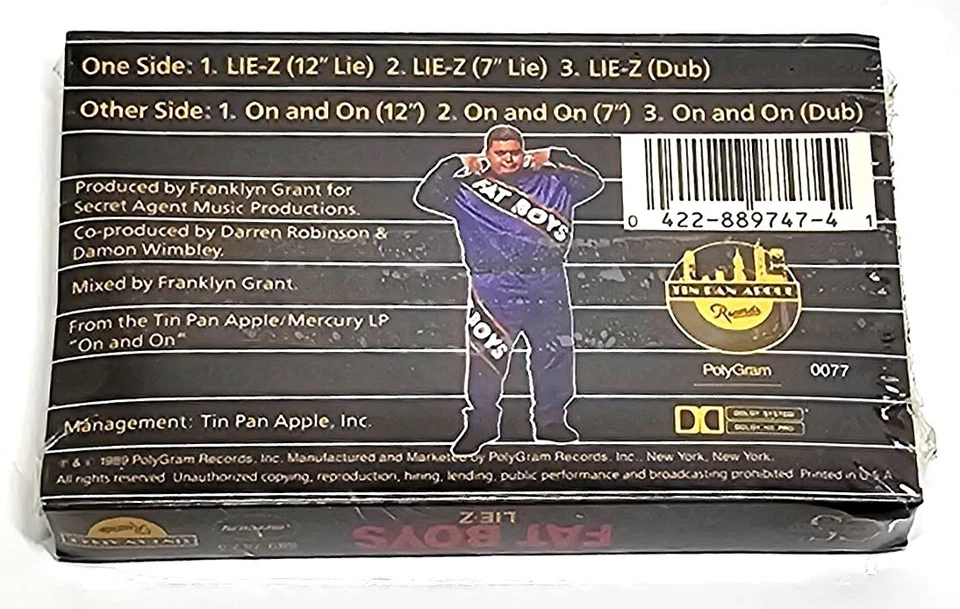 One Side: 1. LIE-Z (12" Lie) 2. LIE-Z (7" Lie) 3. LIE-Z (Dub)
Other Side: 1. On and On (12") 2. On and On (7") 3. On and On (Dub)
Produced by Franklyn Grant for
Secret Agent Music Productions.
Co-produced by Darren Robinson &
Damon Wimbley.
Mixed by Franklyn Grant.
From the Tin Pan Apple/Mercury LP
"On and On"
Management: Tin Pan Apple, Inc.
FAT BOYS
BOYS
0 422-889747-4 1
TIN PAN APPLE
Records
PolyGram 0077
DOLBY SYSTEM
DOLBY HX PRO
℗ & © 1989 PolyGram Records, Inc. Manufactured and Marketed by PolyGram Records, Inc., New York, New York.
All rights reserved. Unauthorized copying, reproduction, hiring, lending, public performance and broadcasting prohibited. Printed in U.S.A.
FAT BOYS
LIE-Z